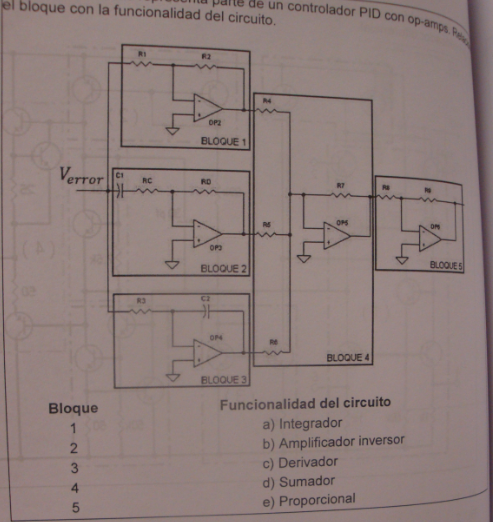 parte de un controlador PID con op-amps.
el bloque con la funcionalidad del circuito.
R1
R2
OP2
BLOQUE 1
R4
Verror
C1
RC
RD
OP3
BLOQUE 2
R5
R7
OP5
R8
R9
OP6
BLOQUE 5
R3
C2
OP4
BLOQUE 3
R6
BLOQUE 4
Bloque
Funcionalidad del circuito
1
a) Integrador
2
b) Amplificador inversor
3
c) Derivador
4
d) Sumador
5
e) Proporcional